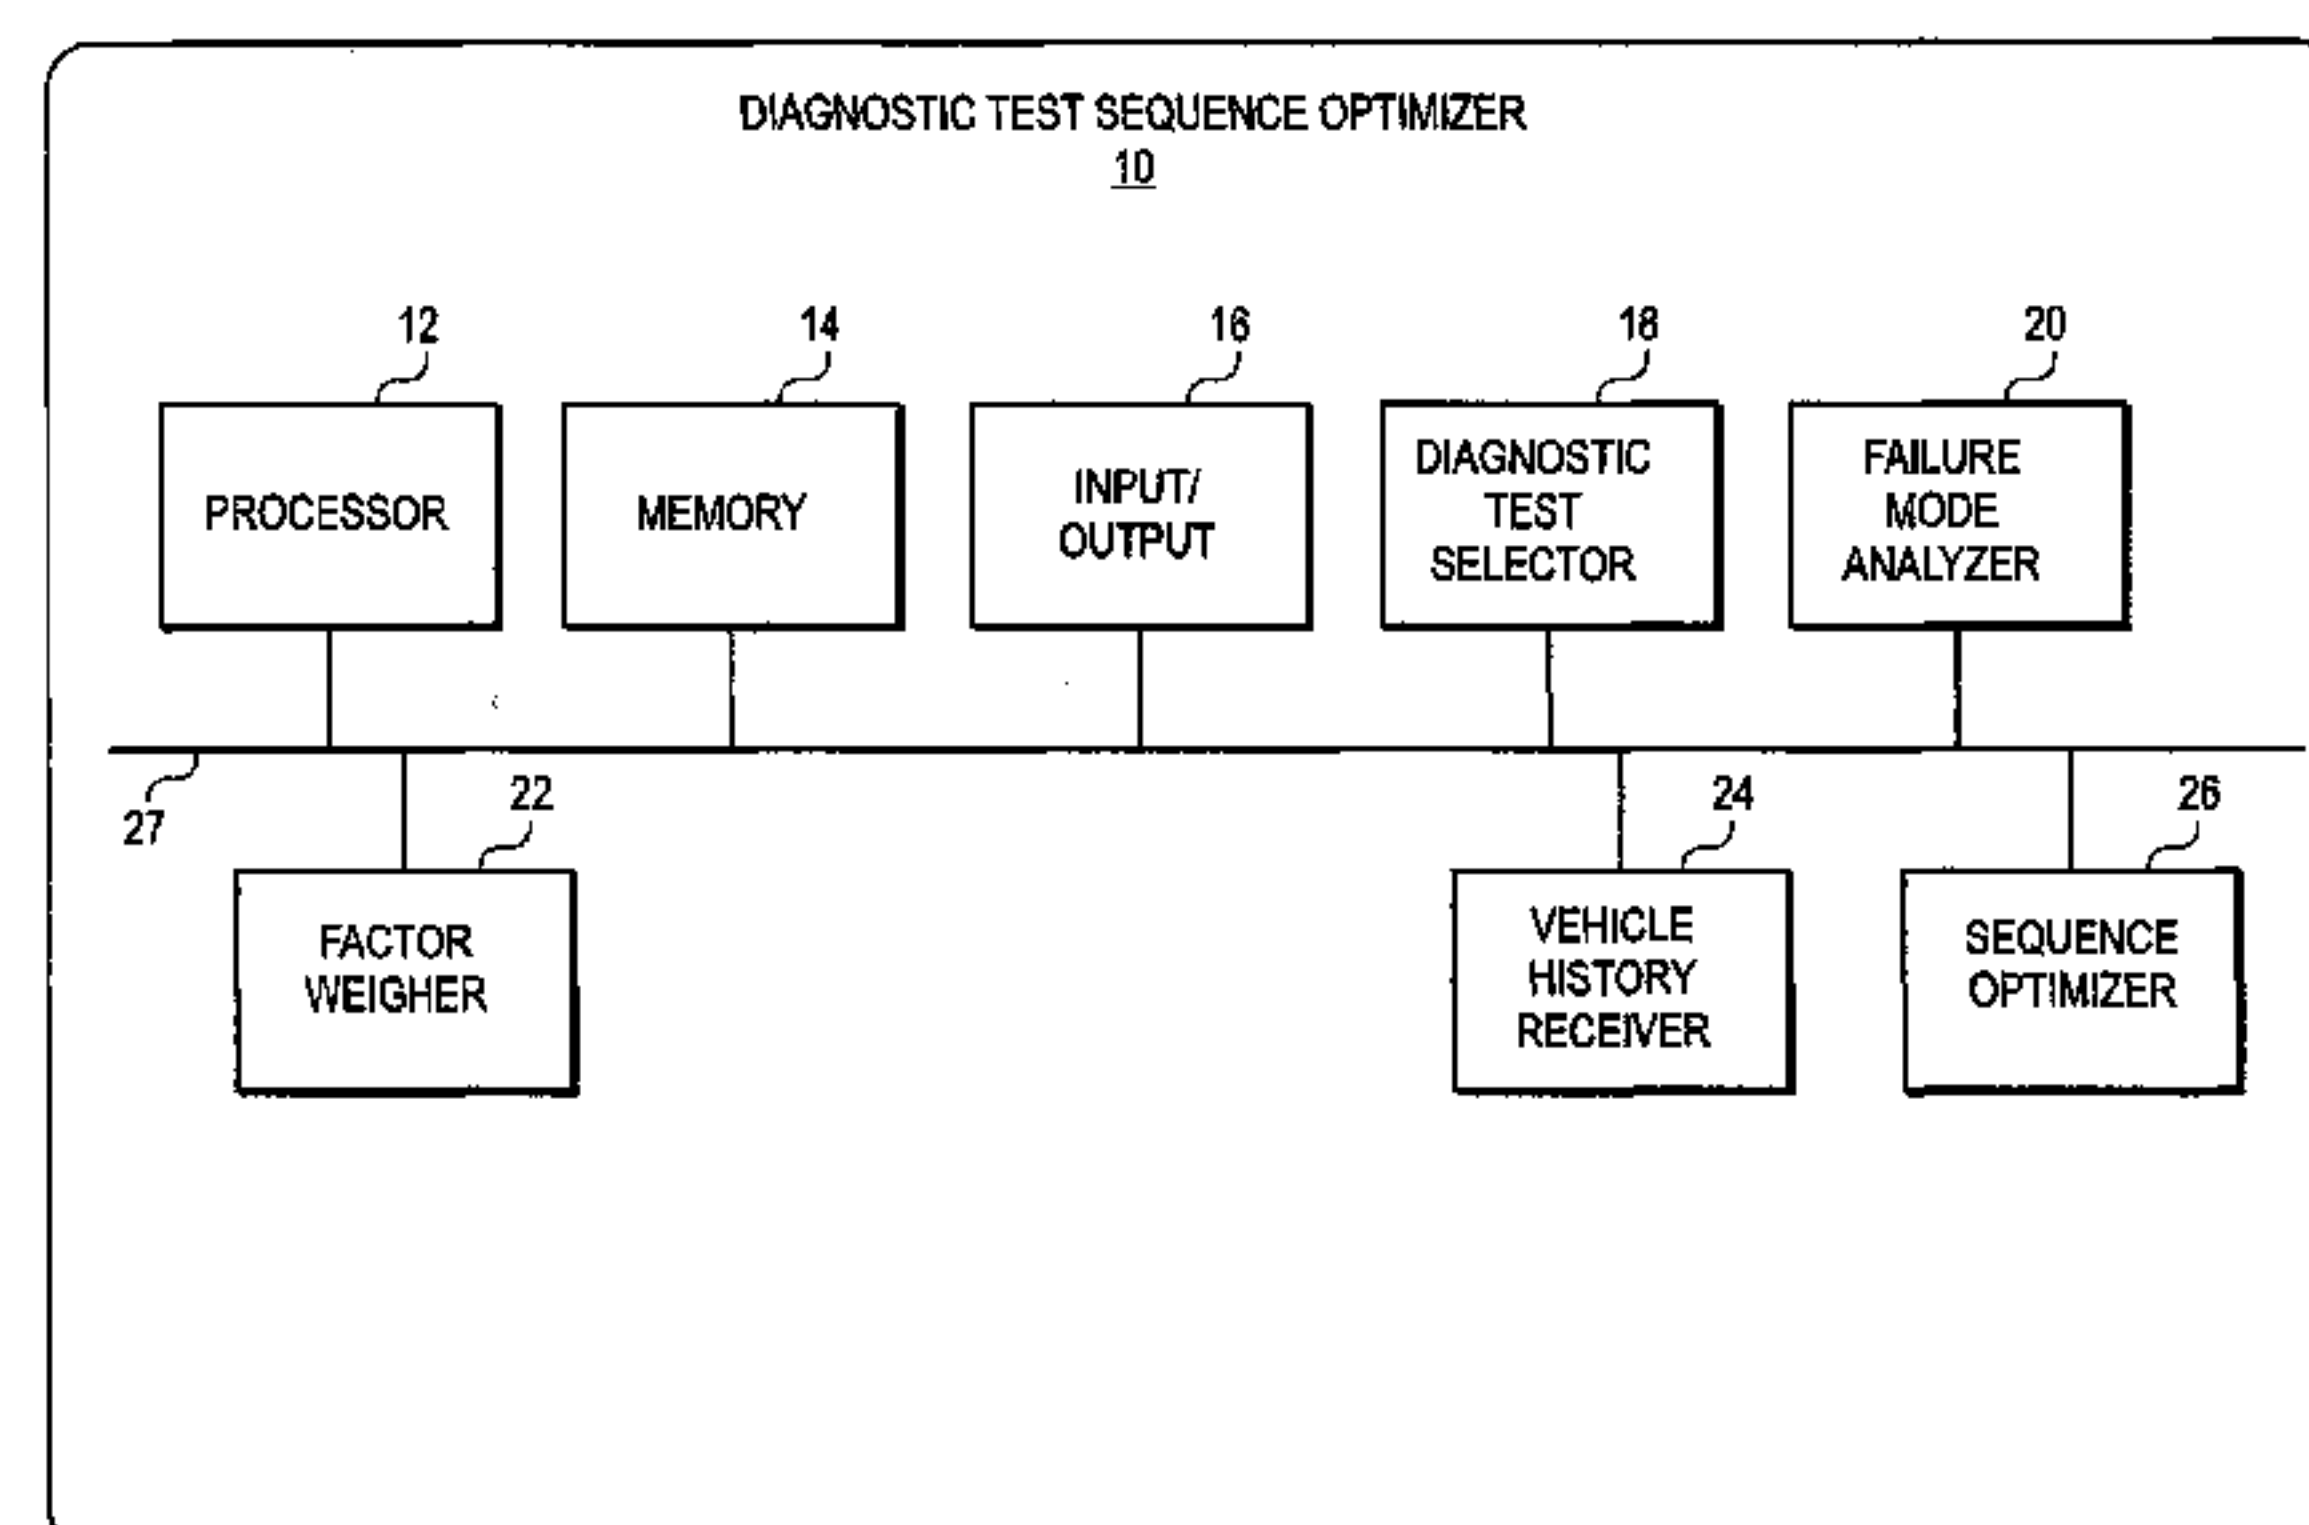 DIAGNOSTIC TEST SEQUENCE OPTIMIZER
10
12
14
16
18
20
PROCESSOR
MEMORY
INPUT/
OUTPUT
DIAGNOSTIC
TEST
SELECTOR
FAILURE
MODE
ANALYZER
27
22
24
26
FACTOR
WEIGHER
VEHICLE
HISTORY
RECEIVER
SEQUENCE
OPTIMIZER